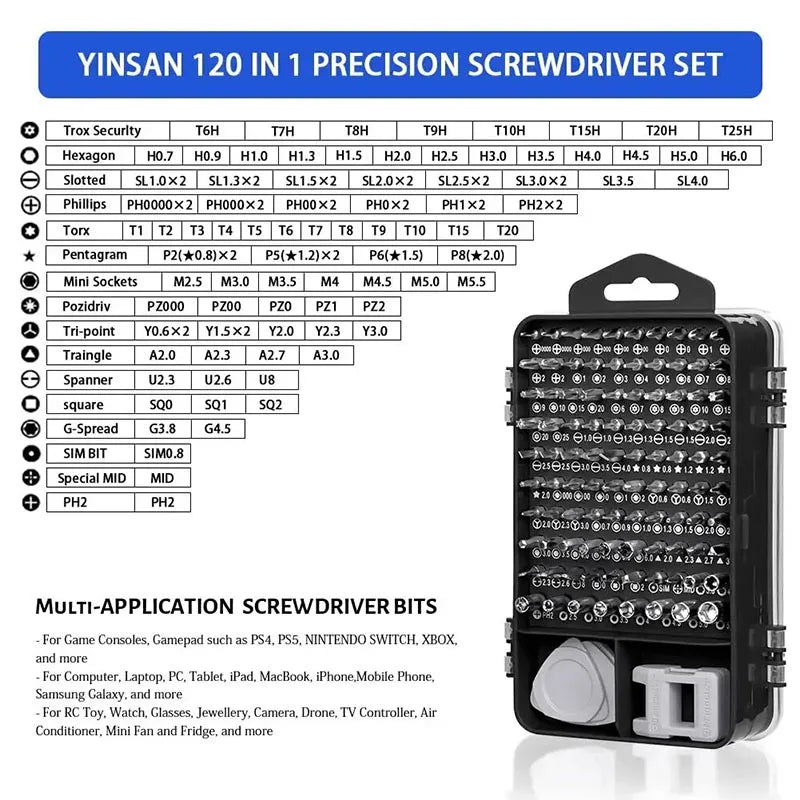 YINSAN 120 IN 1 PRECISION SCREWDRIVER SET
Trox Security T6H T7H T8H T9H T10H T15H T20H T25H
Hexagon H0.7 H0.9 H1.0 H1.3 H1.5 H2.0 H2.5 H3.0 H3.5 H4.0 H4.5 H5.0 H6.0
Slotted SL1.0×2 SL1.3×2 SL1.5×2 SL2.0×2 SL2.5×2 SL3.0×2 SL3.5 SL4.0
Phillips PH0000×2 PH000×2 PH00×2 PH0×2 PH1×2 PH2×2
Torx T1 T2 T3 T4 T5 T6 T7 T8 T9 T10 T15 T20
Pentagram P2(★0.8)×2 P5(★1.2)×2 P6(★1.5) P8(★2.0)
Mini Sockets M2.5 M3.0 M3.5 M4 M4.5 M5.0 M5.5
Pozidriv PZ000 PZ00 PZ0 PZ1 PZ2
Tri-point Y0.6×2 Y1.5×2 Y2.0 Y2.3 Y3.0
Traingle A2.0 A2.3 A2.7 A3.0
Spanner U2.3 U2.6 U8
square SQ0 SQ1 SQ2
G-Spread G3.8 G4.5
SIM BIT SIM0.8
Special MID MID
PH2 PH2
MULTI-APPLICATION SCREWDRIVER BITS
- For Game Consoles, Gamepad such as PS4, PS5, NINTENDO SWITCH, XBOX,
and more
- For Computer, Laptop, PC, Tablet, iPad, MacBook, iPhone,Mobile Phone,
Samsung Galaxy, and more
- For RC Toy, Watch, Glasses, Jewellery, Camera, Drone, TV Controller, Air
Conditioner, Mini Fan and Fridge, and more